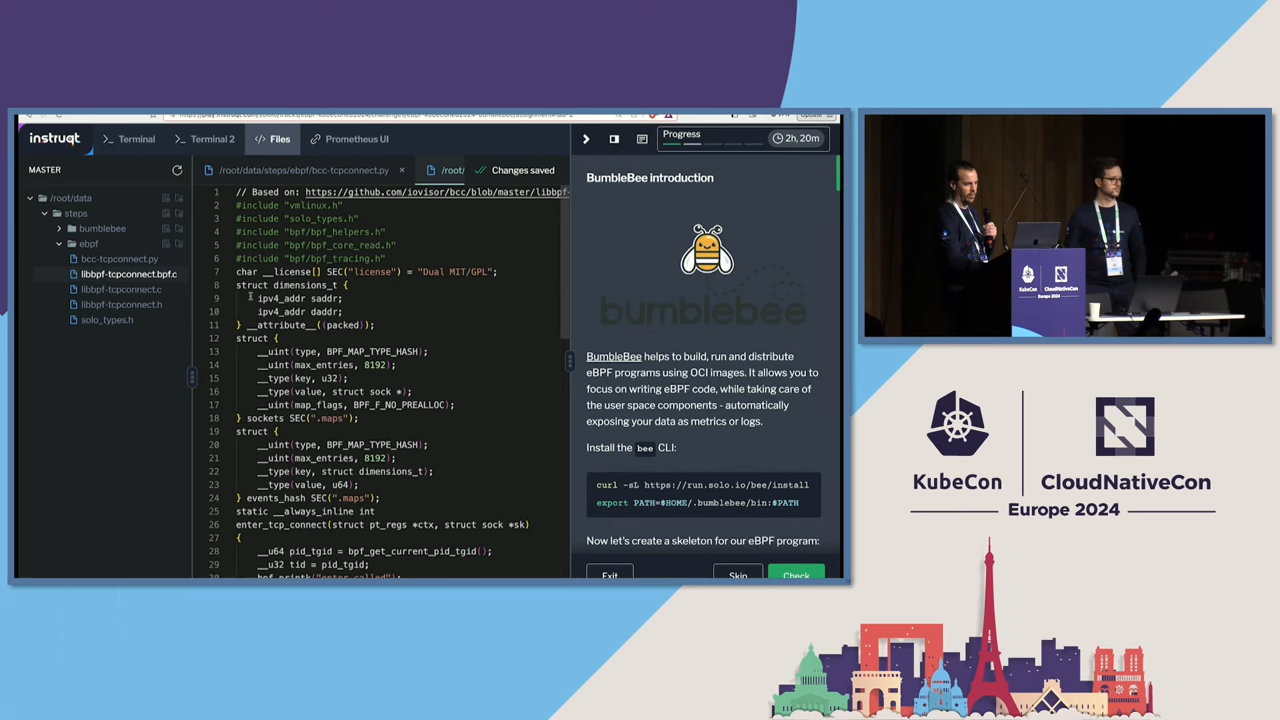 instruqt
Terminal
Terminal 2
Files
Prometheus UI
Progress
2h, 20m
MASTER
/root/data
steps
bumblebee
ebpf
bcc-tcpconnect.py
libbpf-tcpconnect.bpf.c
libbpf-tcpconnect.c
libbpf-tcpconnect.h
solo_types.h
/root/data/steps/ebpf/bcc-tcpconnect.py
/root/
Changes saved
1 // Based on: https://github.com/iovisor/bcc/blob/master/libbpf-
2 #include "vmlinux.h"
3 #include "solo_types.h"
4 #include "bpf/bpf_helpers.h"
5 #include "bpf/bpf_core_read.h"
6 #include "bpf/bpf_tracing.h"
7 char __license[] SEC("license") = "Dual MIT/GPL";
8 struct dimensions_t {
9 ipv4_addr saddr;
10 ipv4_addr daddr;
11 } __attribute__((packed));
12 struct {
13 __uint(type, BPF_MAP_TYPE_HASH);
14 __uint(max_entries, 8192);
15 __type(key, u32);
16 __type(value, struct sock *);
17 __uint(map_flags, BPF_F_NO_PREALLOC);
18 } sockets SEC(".maps");
19 struct {
20 __uint(type, BPF_MAP_TYPE_HASH);
21 __uint(max_entries, 8192);
22 __type(key, struct dimensions_t);
23 __type(value, u64);
24 } events_hash SEC(".maps");
25 static __always_inline int
26 enter_tcp_connect(struct pt_regs *ctx, struct sock *sk)
27 {
28 __u64 pid_tgid = bpf_get_current_pid_tgid();
29 __u32 tid = pid_tgid;
30 bpf_printk("enter called");
BumbleBee introduction
bumblebee
BumbleBee helps to build, run and distribute
eBPF programs using OCI images. It allows you to
focus on writing eBPF code, while taking care of
the user space components - automatically
exposing your data as metrics or logs.
Install the bee CLI:
curl -sL https://run.solo.io/bee/install
export PATH=$HOME/.bumblebee/bin:$PATH
Now let's create a skeleton for our eBPF program:
Exit
Skip
Check
KubeCon
CloudNativeCon
Europe 2024
KubeCon
CloudNativeCon
Europe 2024